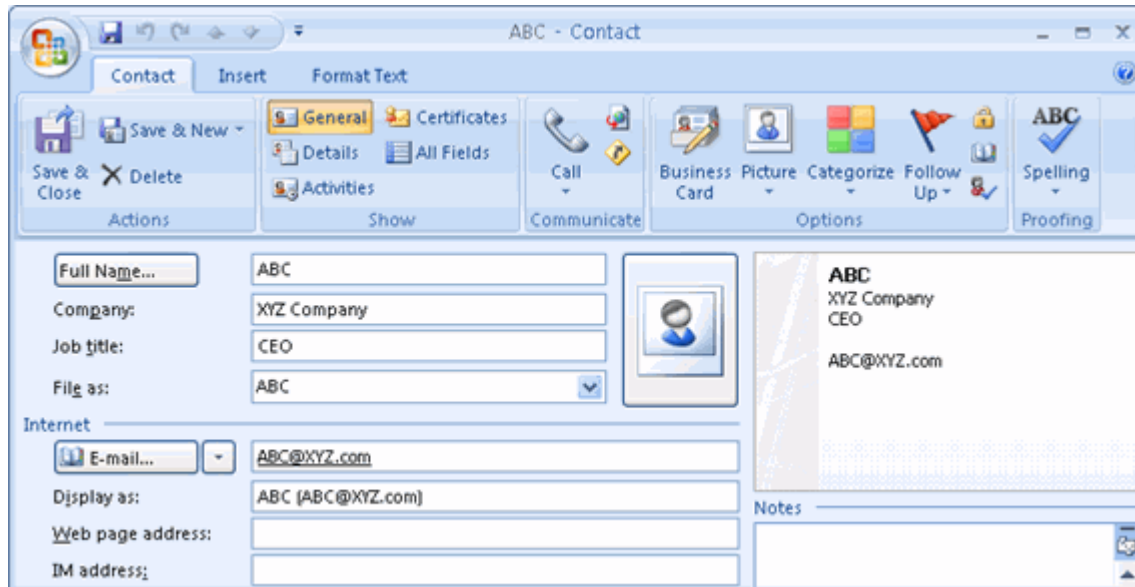 ABC - Contact
Contact Insert Format Text
Save & Close
Save & New
Delete
Actions
General
Details
Activities
Certificates
All Fields
Show
Call
Communicate
Business Card
Picture
Categorize
Follow Up
Options
ABC
Spelling
Proofing
Full Name... ABC
Company: XYZ Company
Job title: CEO
File as: ABC
Internet
E-mail... ABC@XYZ.com
Display as: ABC (ABC@XYZ.com)
Web page address:
IM address:
ABC
XYZ Company
CEO
ABC@XYZ.com
Notes